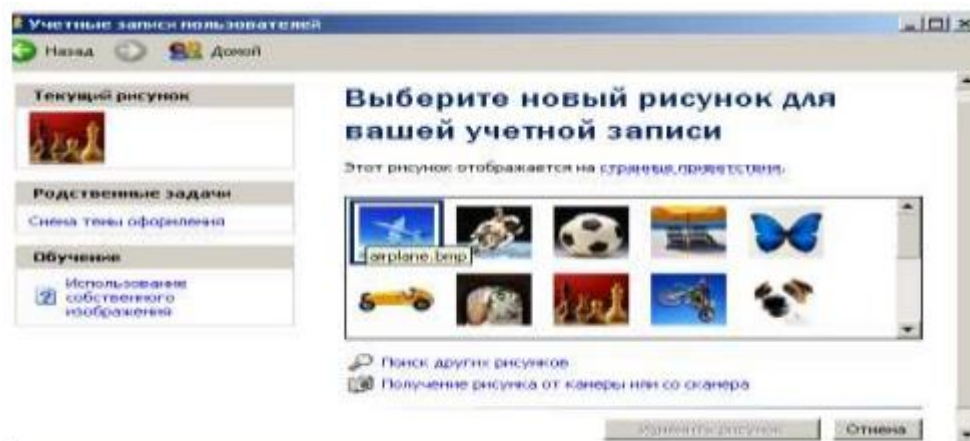 Учетные записи пользователей
Назад Домой
Текущий рисунок
Родственные задачи
Смена темы оформления
Обучение
Использование
собственного
изображения
Выберите новый рисунок для
вашей учетной записи
Этот рисунок отображается на странице приветствия.
airplane.bmp
Поиск других рисунков
Получение рисунка от камеры или со сканера
Изменить рисунок Отмена